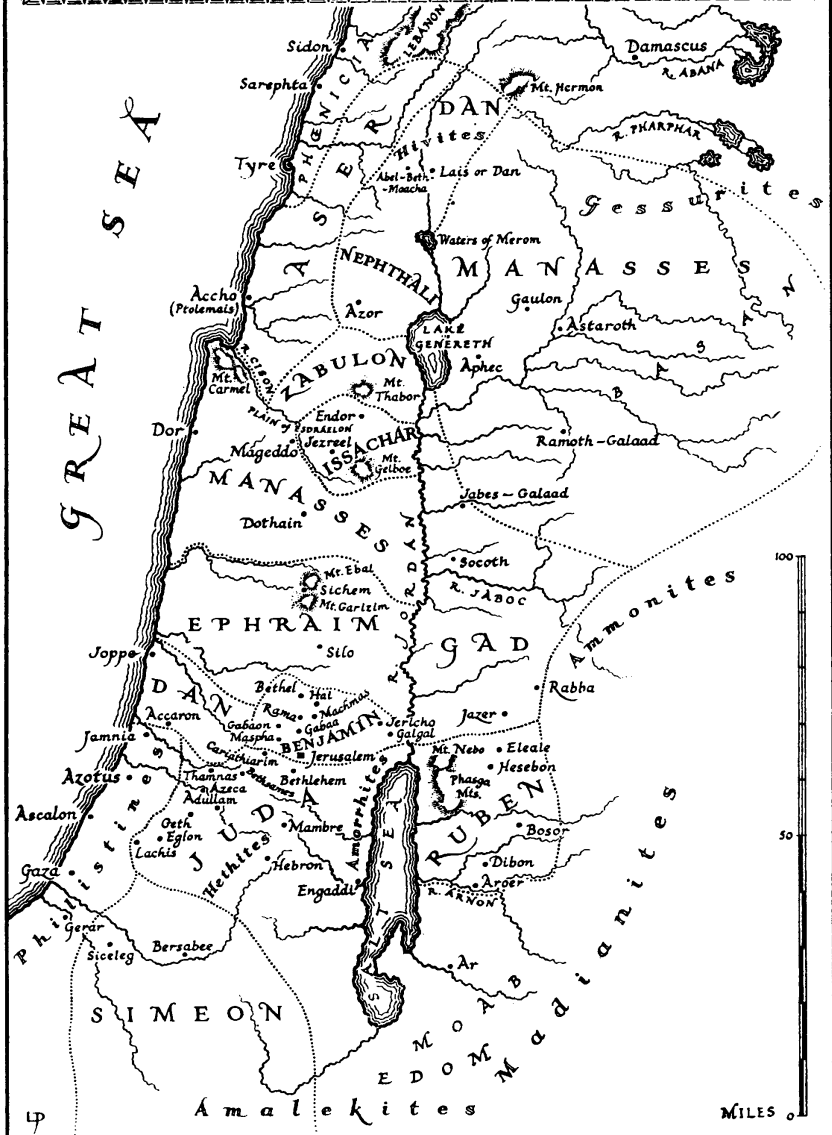 GREAT SEA
Sidon
LEBANON
Damascus
R. ABANA
Sarephta
PHŒNICIA
Mt. Hermon
DAN
Hivites
R. PHARPHAR
Tyre
ASER
Abel-Beth
-Moacha
Lais or Dan
Gessurites
Waters of Merom
NEPHTHALI
MANASSES
Accho
(Ptolemais)
Azor
Gaulon
Astaroth
BASAN
LAKE
GENERETH
Aphec
R. CISON
Mt.
Carmel
ZABULON
Mt.
Thabor
PLAIN of ESDRAELON
Endor
Dor
Mageddo
Jezreel
ISSACHAR
Mt.
Gelboe
Ramoth-Galaad
MANASSES
Jabes-Galaad
Dothain
R. JORDAN
Socoth
R. JABOC
Mt. Ebal
Sichem
Mt. Garizim
100
Ammonites
EPHRAIM
Silo
GAD
Joppe
Rabba
DAN
Bethel
Hai
Rama
Machmas
Gabaon
Gabaa
Maspha
BENJAMIN
Jericho
Galgal
Jazer
Accaron
Jamnia
Cariathiarim
Jerusalem
Mt. Nebo
Eleale
Hesebon
Azotus
Thamnas
Bethsames
Bethlehem
Phasga
Mts.
Azeca
Adullam
Ascalon
Geth
Eglon
Lachis
JUDA
Mambre
Amorrhites
RUBEN
Bosor
50
Hethites
Hebron
Dibon
Gaza
Engaddi
SALT SEA
Aroer
R. ARNON
Philistines
Gerar
Siceleg
Bersabee
Ar
SIMEON
MOAB
EDOM
Madianites
Amalekites
LP
MILES 0